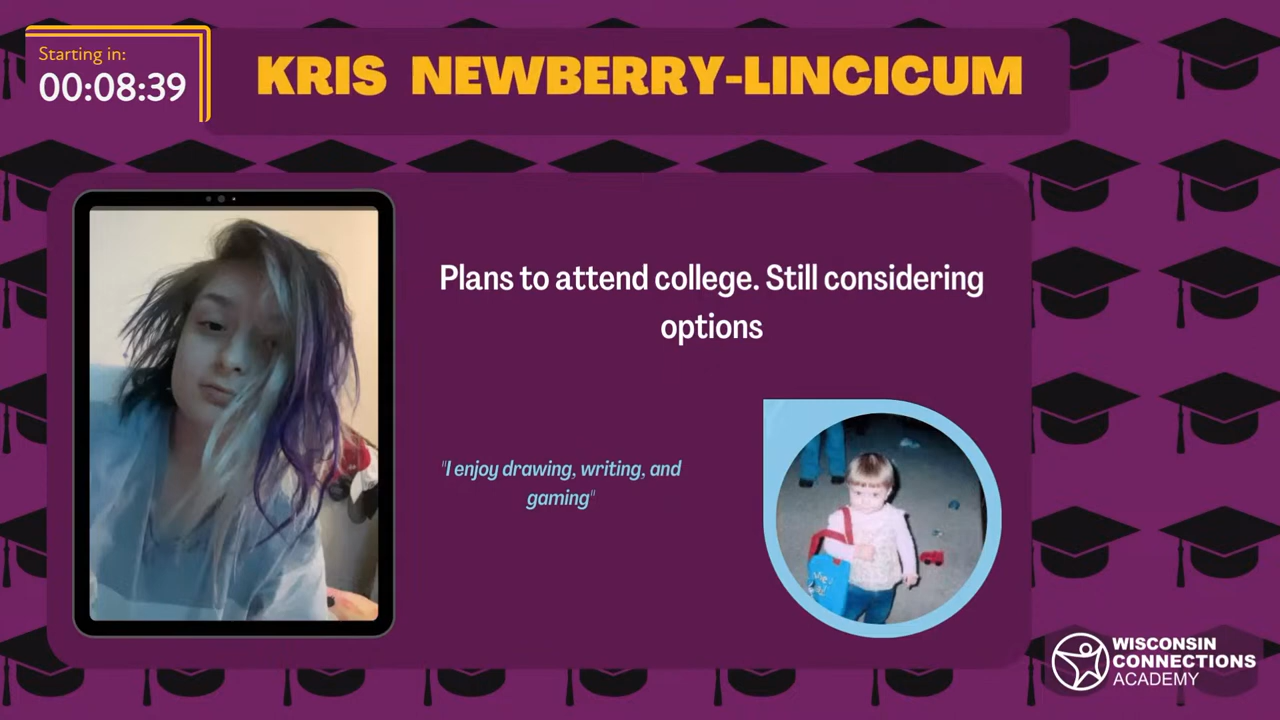 Starting in:
00:08:39
KRIS NEWBERRY-LINCICUM
Plans to attend college. Still considering
options
"I enjoy drawing, writing, and
gaming"
WISCONSIN
CONNECTIONS
ACADEMY